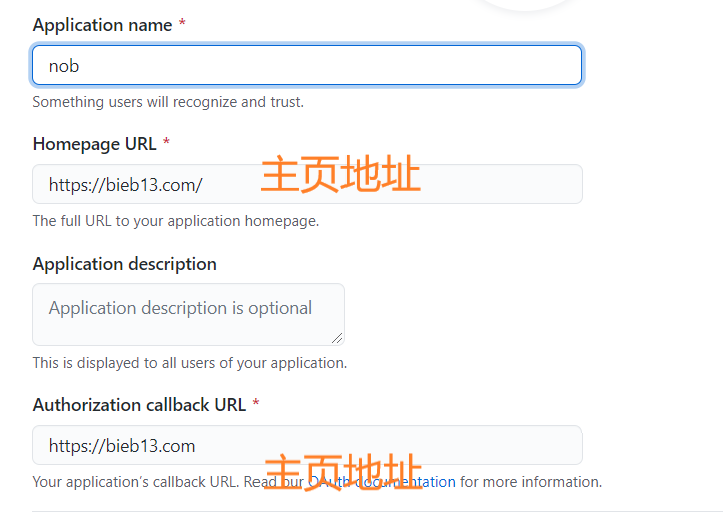 Application name *
nob
Something users will recognize and trust.
Homepage URL *
主页地址
https://bieb13.com/
The full URL to your application homepage.
Application description
Application description is optional
This is displayed to all users of your application.
Authorization callback URL *
https://bieb13.com
主页地址
Your application's callback URL. Read our OAuth documentation for more information.